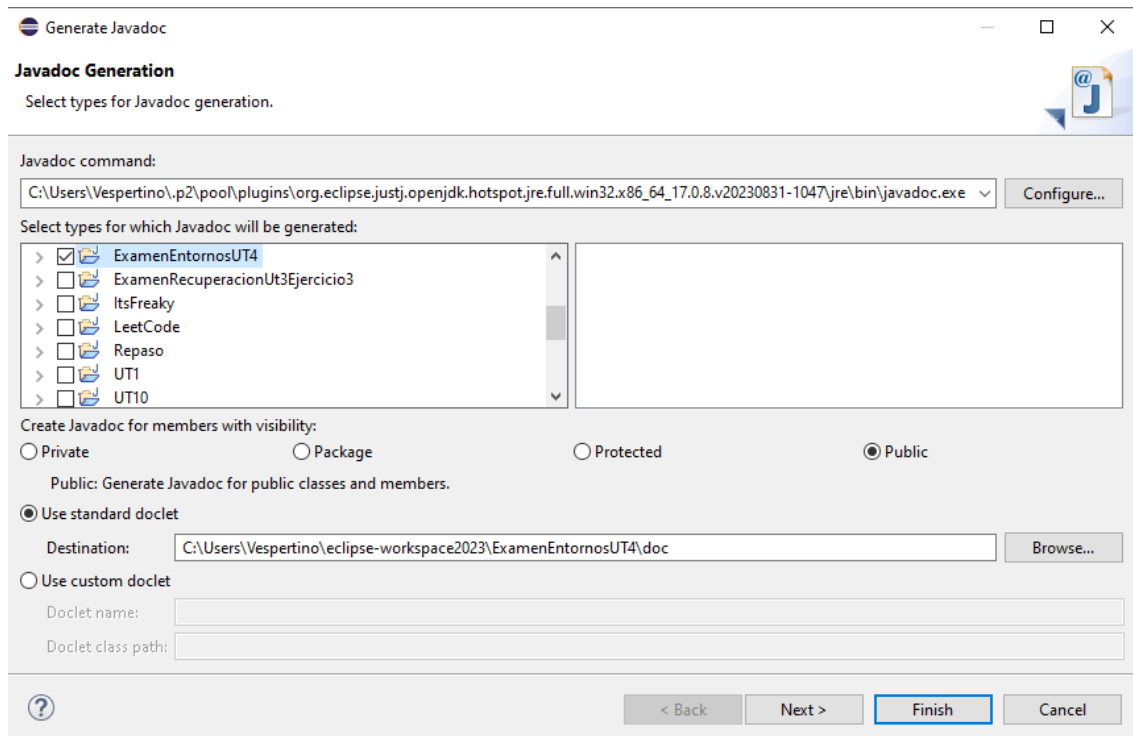 Generate Javadoc
Javadoc Generation
Select types for Javadoc generation.
Javadoc command:
C:\Users\Vespertino\.p2\pool\plugins\org.eclipse.justj.openjdk.hotspot.jre.full.win32.x86_64_17.0.8.v20230831-1047\jre\bin\javadoc.exe Configure...
Select types for which Javadoc will be generated:
ExamenEntornosUT4
ExamenRecuperacionUt3Ejercicio3
ItsFreaky
LeetCode
Repaso
UT1
UT10
Create Javadoc for members with visibility:
Private Package Protected Public
Public: Generate Javadoc for public classes and members.
Use standard doclet
Destination: C:\Users\Vespertino\eclipse-workspace2023\ExamenEntornosUT4\doc Browse...
Use custom doclet
Doclet name:
Doclet class path:
? < Back Next > Finish Cancel